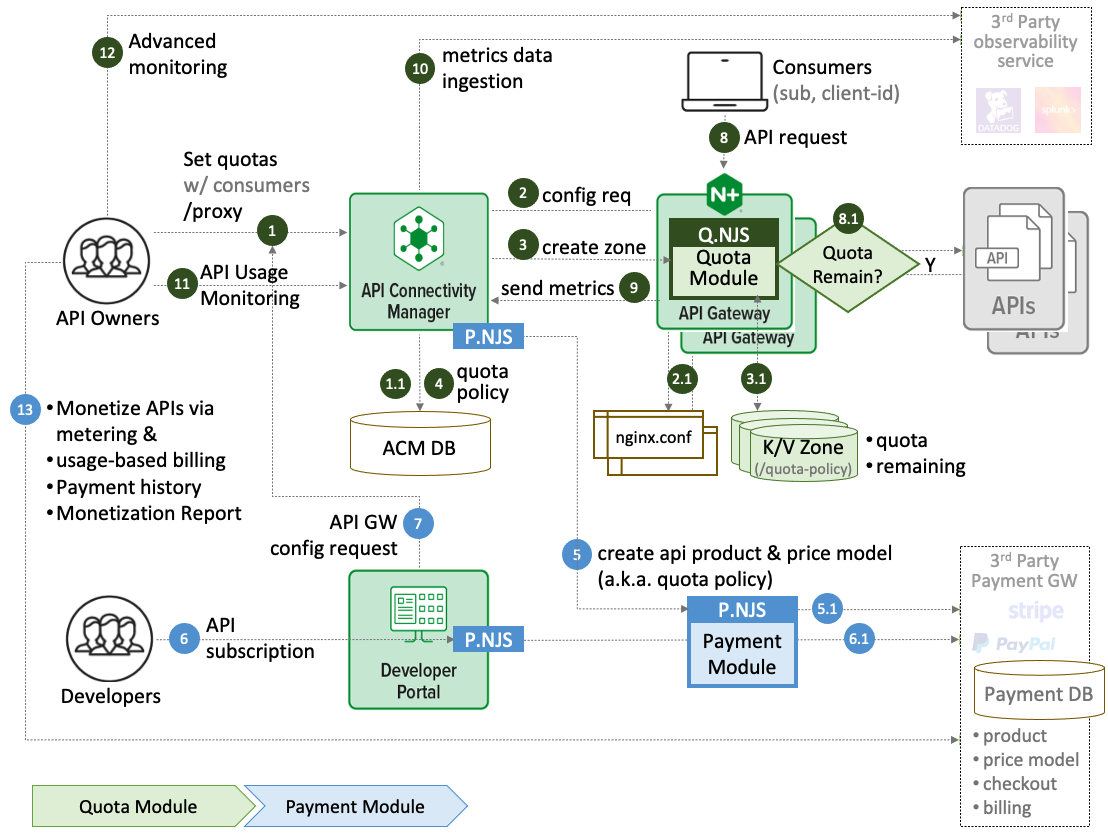 12
Advanced
monitoring
10
metrics data
ingestion
Consumers
(sub, client-id)
3rd Party
observability
service
DATADOG
splunk>
8
API request
Set quotas
w/ consumers
/proxy
1
2
config req
N+
8.1
Q.NJS
Quota
Module
3
create zone
Quota
Remain?
Y
API
APIs
APIs
11
API Usage
Monitoring
API Connectivity
Manager
send metrics
9
API Gateway
API Gateway
API Owners
P.NJS
1.1
4
quota
policy
2.1
3.1
13
• Monetize APIs via
metering &
• usage-based billing
• Payment history
• Monetization Report
ACM DB
nginx.conf
K/V Zone
(/quota-policy)
• quota
• remaining
API GW
config request
7
5
create api product & price model
(a.k.a. quota policy)
3rd Party
Payment GW
stripe
PayPal
P.NJS
5.1
6
API
subscription
P.NJS
Payment
Module
6.1
Developers
Developer
Portal
Payment DB
• product
• price model
• checkout
• billing
Quota Module
Payment Module